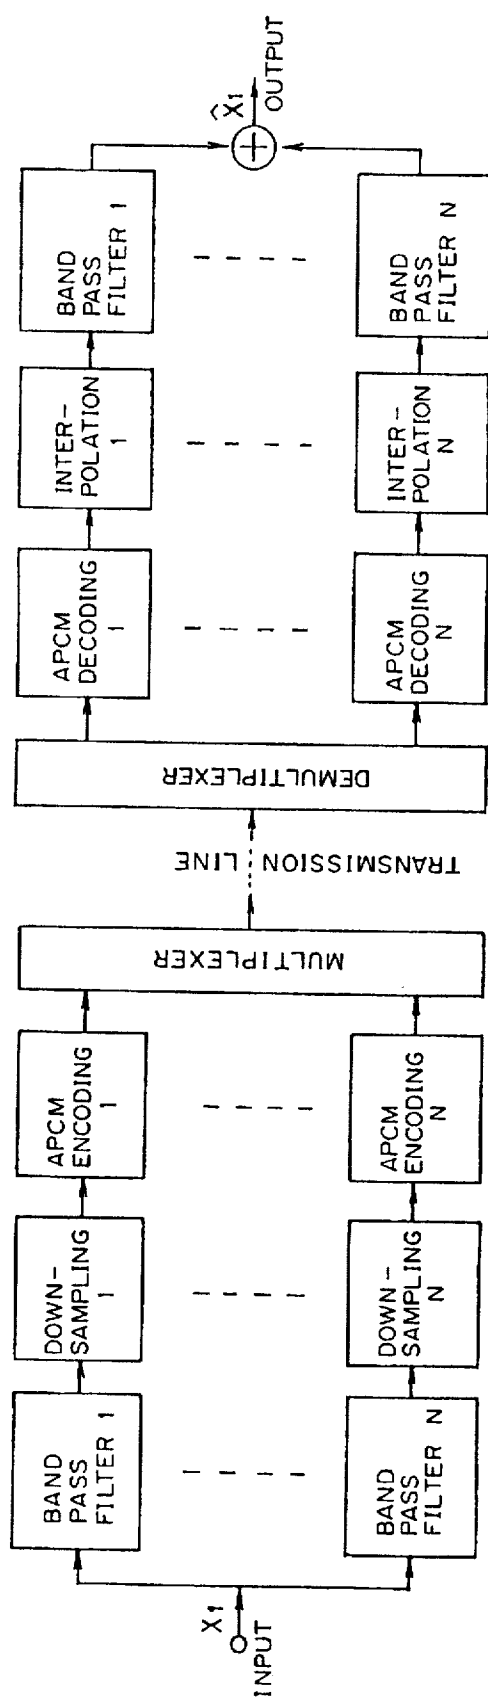 X1
INPUT
BAND
PASS
FILTER 1
DOWN-
SAMPLING
1
APCM
ENCODING
1
BAND
PASS
FILTER N
DOWN-
SAMPLING
N
APCM
ENCODING
N
MULTIPLEXER
TRANSMISSION LINE
DEMULTIPLEXER
APCM
DECODING
1
INTER-
POLATION
1
BAND
PASS
FILTER 1
APCM
DECODING
N
INTER-
POLATION
N
BAND
PASS
FILTER N
X̂1
OUTPUT